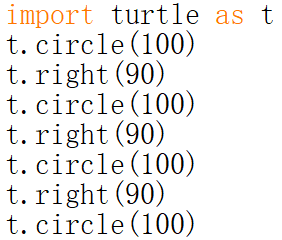 import turtle as t
t.circle(100)
t.right(90)
t.circle(100)
t.right(90)
t.circle(100)
t.right(90)
t.circle(100)